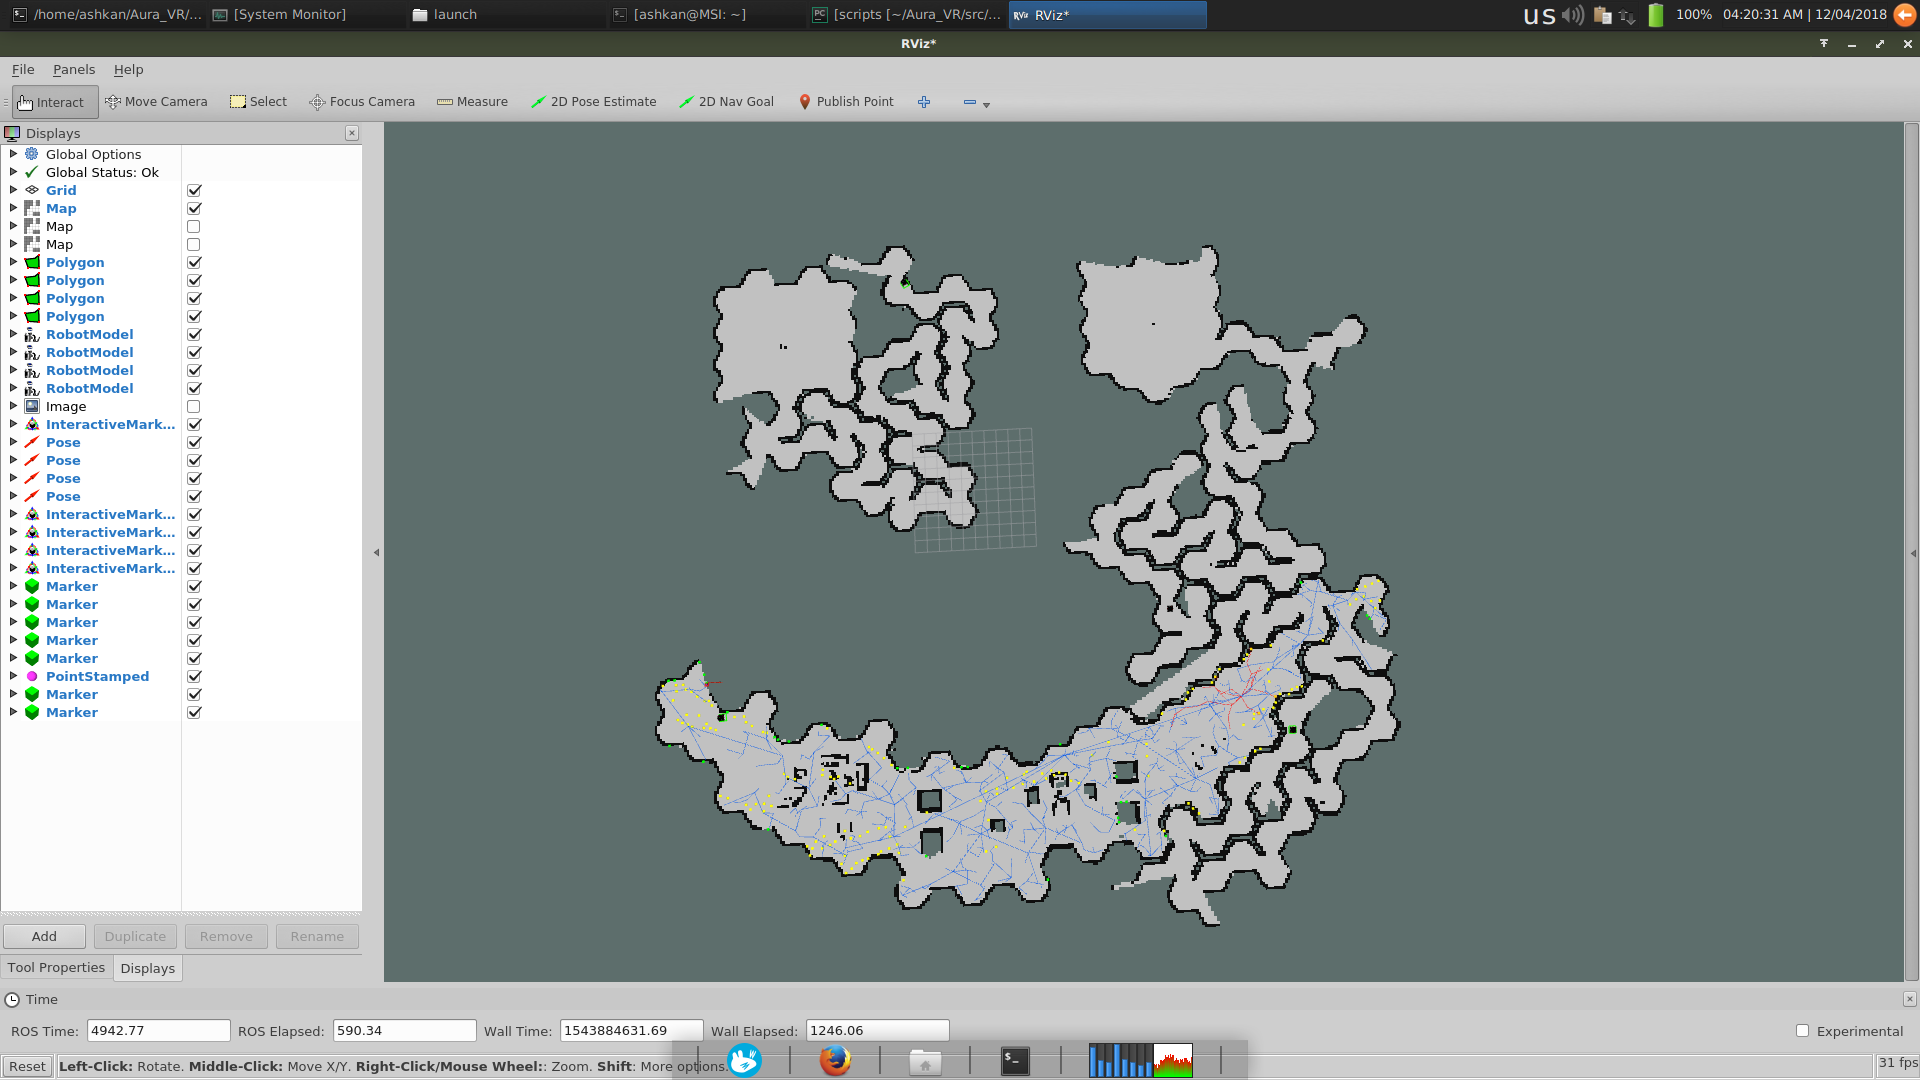 /home/ashkan/Aura_VR/... [System Monitor] launch [ashkan@MSI: ~] [scripts [~/Aura_VR/src/... RViz* us 100% 04:20:31 AM | 12/04/2018
RViz*
File Panels Help
Interact Move Camera Select Focus Camera Measure 2D Pose Estimate 2D Nav Goal Publish Point
Displays
Global Options
Global Status: Ok
Grid
Map
Map
Map
Polygon
Polygon
Polygon
Polygon
RobotModel
RobotModel
RobotModel
RobotModel
Image
InteractiveMark...
Pose
Pose
Pose
Pose
InteractiveMark...
InteractiveMark...
InteractiveMark...
InteractiveMark...
Marker
Marker
Marker
Marker
Marker
PointStamped
Marker
Marker
Add Duplicate Remove Rename
Tool Properties Displays
Time
ROS Time: 4942.77 ROS Elapsed: 590.34 Wall Time: 1543884631.69 Wall Elapsed: 1246.06 Experimental
Reset Left-Click: Rotate. Middle-Click: Move X/Y. Right-Click/Mouse Wheel:: Zoom. Shift: More options. 31 fps